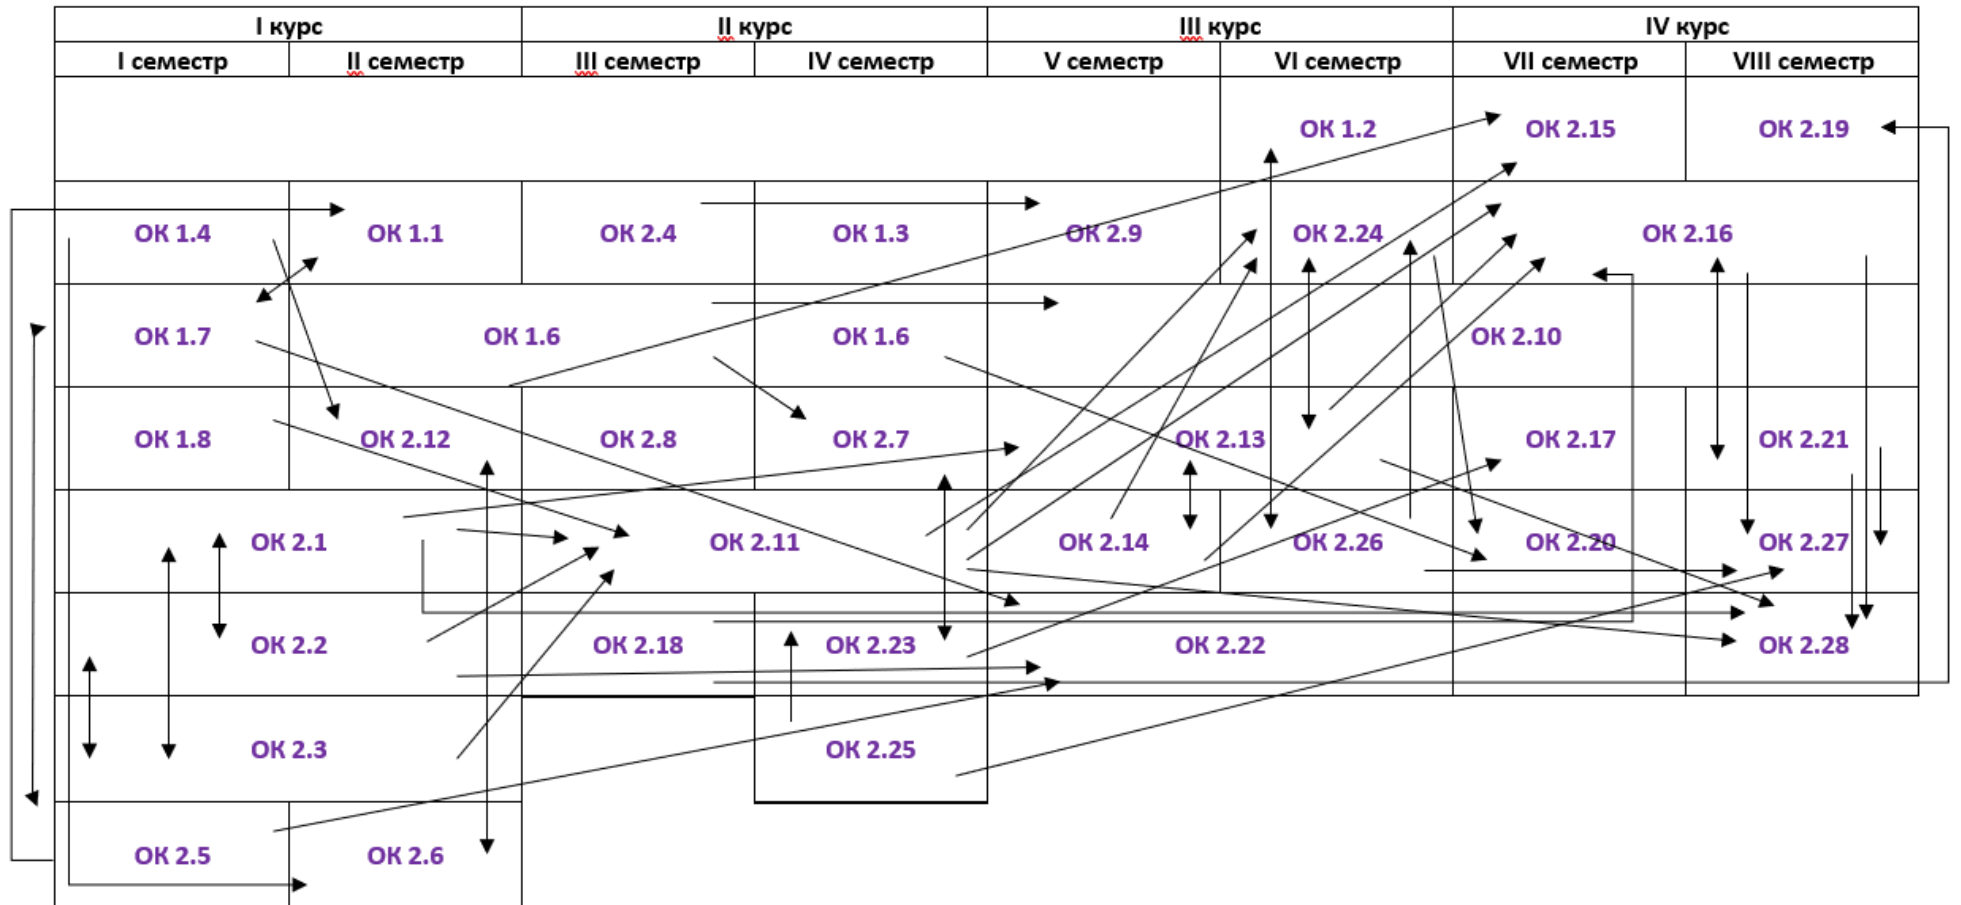 І курс ІІ курс ІІІ курс IV курс
І семестр ІІ семестр ІІІ семестр IV семестр V семестр VI семестр VII семестр VIII семестр
ОК 1.2 ОК 2.15 ОК 2.19
ОК 1.4 ОК 1.1 ОК 2.4 ОК 1.3 ОК 2.9 ОК 2.24 ОК 2.16
ОК 1.7 ОК 1.6 ОК 1.6 ОК 2.10
ОК 1.8 ОК 2.12 ОК 2.8 ОК 2.7 ОК 2.13 ОК 2.17 ОК 2.21
ОК 2.1 ОК 2.11 ОК 2.14 ОК 2.26 ОК 2.20 ОК 2.27
ОК 2.2 ОК 2.18 ОК 2.23 ОК 2.22 ОК 2.28
ОК 2.3 ОК 2.25
ОК 2.5 ОК 2.6